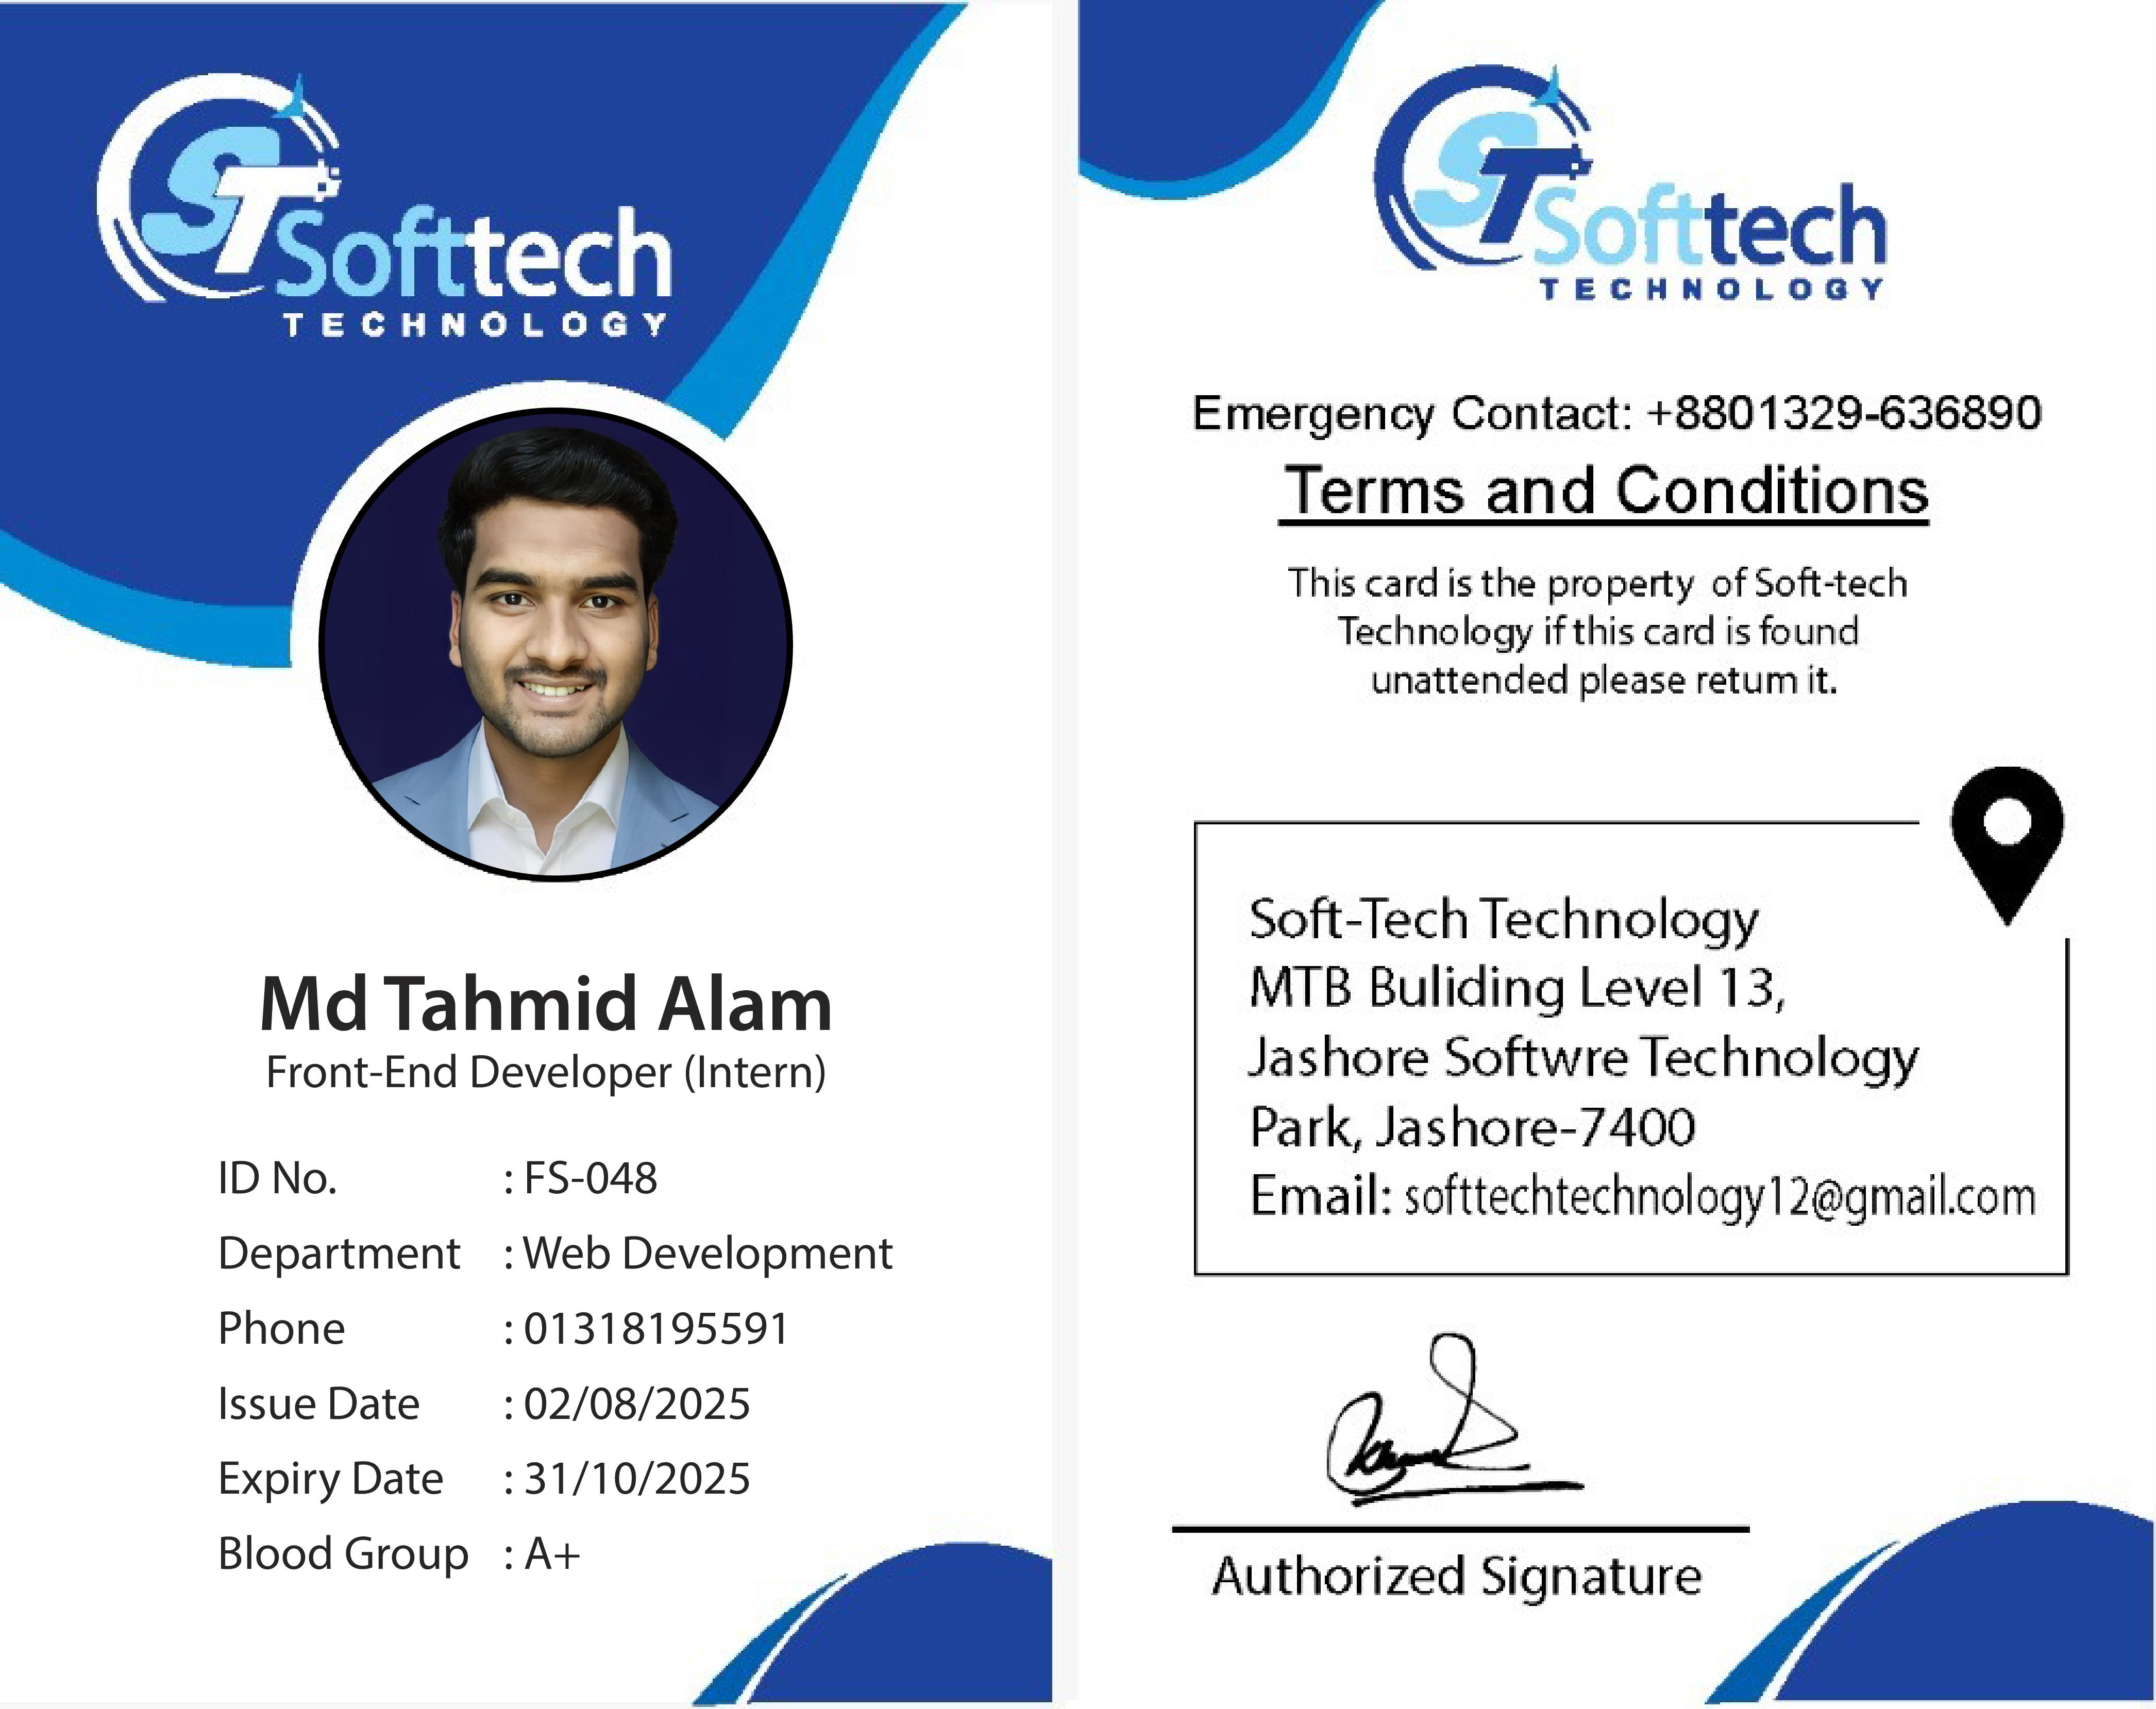 ST
Softtech
TECHNOLOGY
Md Tahmid Alam
Front-End Developer (Intern)
ID No. : FS-048
Department : Web Development
Phone : 01318195591
Issue Date : 02/08/2025
Expiry Date : 31/10/2025
Blood Group : A+
ST
Softtech
TECHNOLOGY
Emergency Contact: +8801329-636890
Terms and Conditions
This card is the property of Soft-tech
Technology if this card is found
unattended please retum it.
Soft-Tech Technology
MTB Buliding Level 13,
Jashore Softwre Technology
Park, Jashore-7400
Email: softtechtechnology12@gmail.com
Authorized Signature